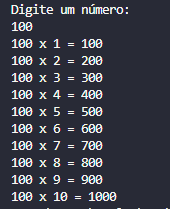 Digite um número:
100
100 x 1 = 100
100 x 2 = 200
100 x 3 = 300
100 x 4 = 400
100 x 5 = 500
100 x 6 = 600
100 x 7 = 700
100 x 8 = 800
100 x 9 = 900
100 x 10 = 1000